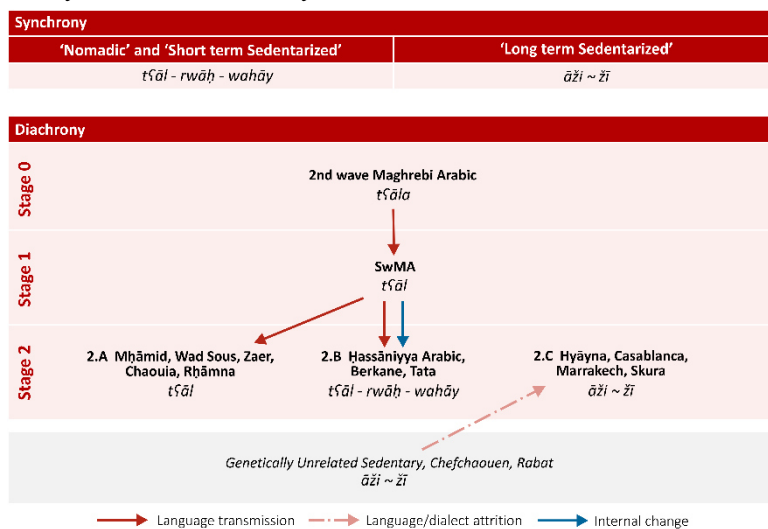 Synchrony
‘Nomadic’ and ‘Short term Sedentarized’
‘Long term Sedentarized’
tʕāl - rwāḥ - wahāy
āži ~ žī
Diachrony
Stage 0
2nd wave Maghrebi Arabic
tʕāla
Stage 1
SwMA
tʕāl
Stage 2
2.A Mḥāmid, Wad Sous, Zaer,
Chaouia, Rḥāmna
tʕāl
2.B Ḥassāniyya Arabic,
Berkane, Tata
tʕāl - rwāḥ - wahāy
2.C Hyāyna, Casablanca,
Marrakech, Skura
āži ~ žī
Genetically Unrelated Sedentary, Chefchaouen, Rabat
āži ~ žī
Language transmission
Language/dialect attrition
Internal change